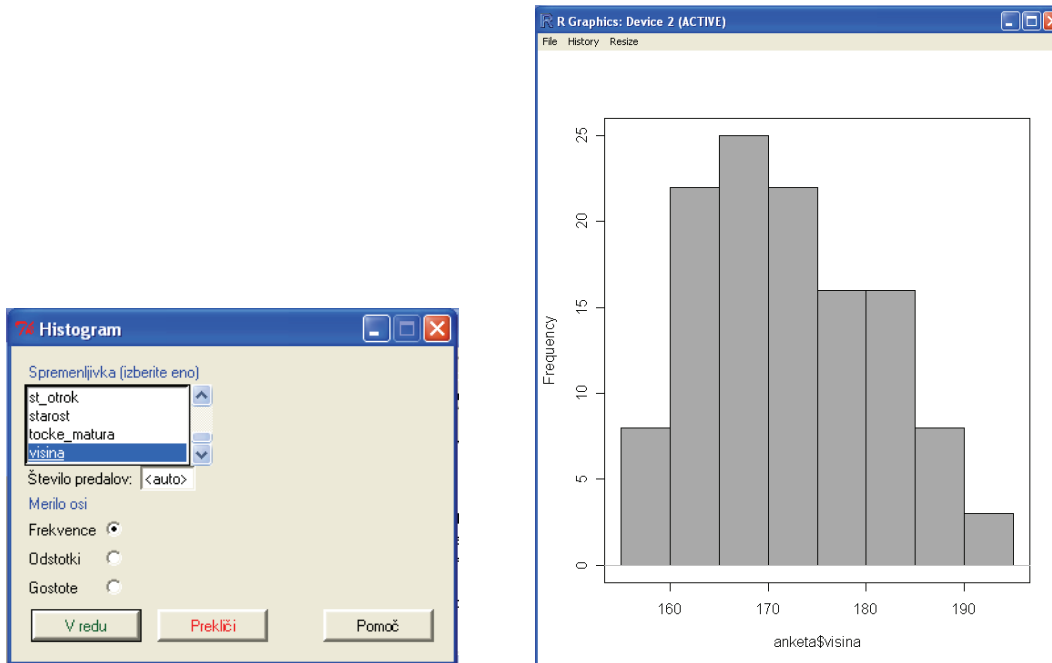 Histogram
Spremenljivka (izberite eno)
st_otrok
starost
tocke_matura
visina
Število predalov: <auto>
Merilo osi
Frekvence
Odstotki
Gostote
V redu Prekliči Pomoč
R Graphics: Device 2 (ACTIVE)
File History Resize
25
20
15
10
5
0
Frequency
160 170 180 190
anketa$visina